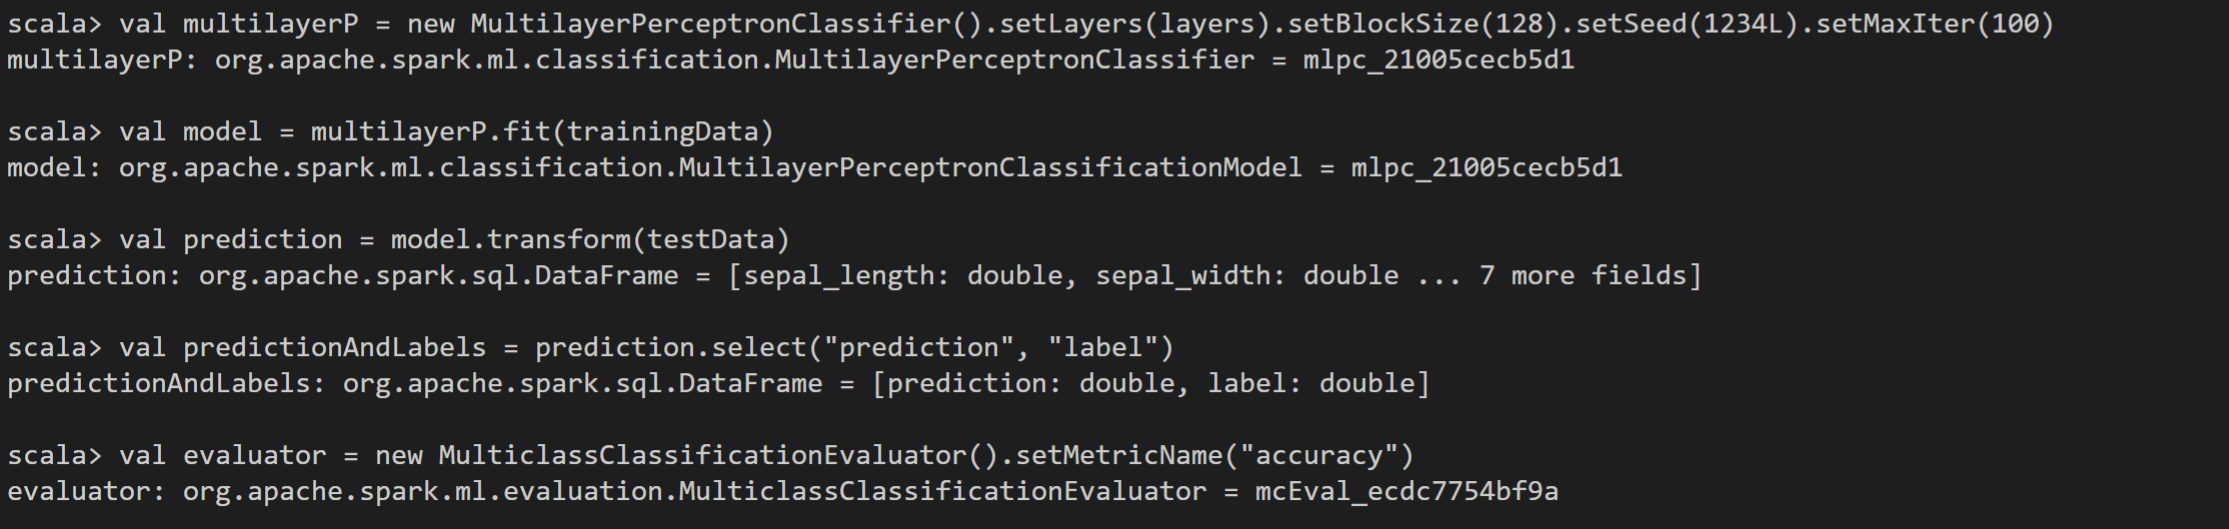 scala> val multilayerP = new MultilayerPerceptronClassifier().setLayers(layers).setBlockSize(128).setSeed(1234L).setMaxIter(100)
multilayerP: org.apache.spark.ml.classification.MultilayerPerceptronClassifier = mlpc_21005cecb5d1
scala> val model = multilayerP.fit(trainingData)
model: org.apache.spark.ml.classification.MultilayerPerceptronClassificationModel = mlpc_21005cecb5d1
scala> val prediction = model.transform(testData)
prediction: org.apache.spark.sql.DataFrame = [sepal_length: double, sepal_width: double ... 7 more fields]
scala> val predictionAndLabels = prediction.select("prediction", "label")
predictionAndLabels: org.apache.spark.sql.DataFrame = [prediction: double, label: double]
scala> val evaluator = new MulticlassClassificationEvaluator().setMetricName("accuracy")
evaluator: org.apache.spark.ml.evaluation.MulticlassClassificationEvaluator = mcEval_ecdc7754bf9a